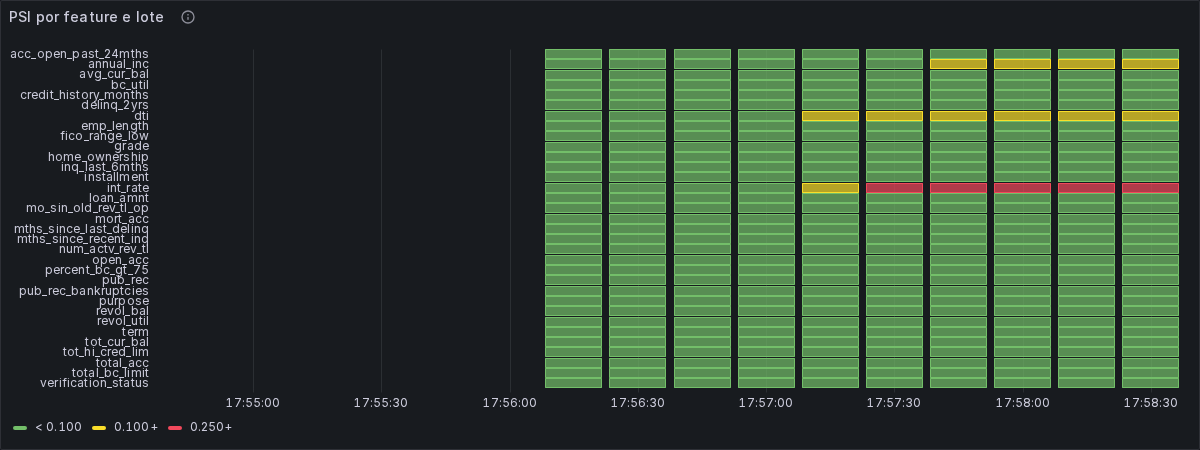 PSI por feature e lote
acc_open_past_24mths
annual_inc
avg_cur_bal
bc_util
credit_history_months
delinq_2yrs
dti
emp_length
fico_range_low
grade
home_ownership
inq_last_6mths
installment
int_rate
loan_amnt
mo_sin_old_rev_tl_op
mort_acc
mths_since_last_delinq
mths_since_recent_inq
num_actv_rev_tl
open_acc
percent_bc_gt_75
pub_rec
pub_rec_bankruptcies
purpose
revol_bal
revol_util
term
tot_cur_bal
tot_hi_cred_lim
total_acc
total_bc_limit
verification_status
17:55:00 17:55:30 17:56:00 17:56:30 17:57:00 17:57:30 17:58:00 17:58:30
< 0.100 0.100+ 0.250+